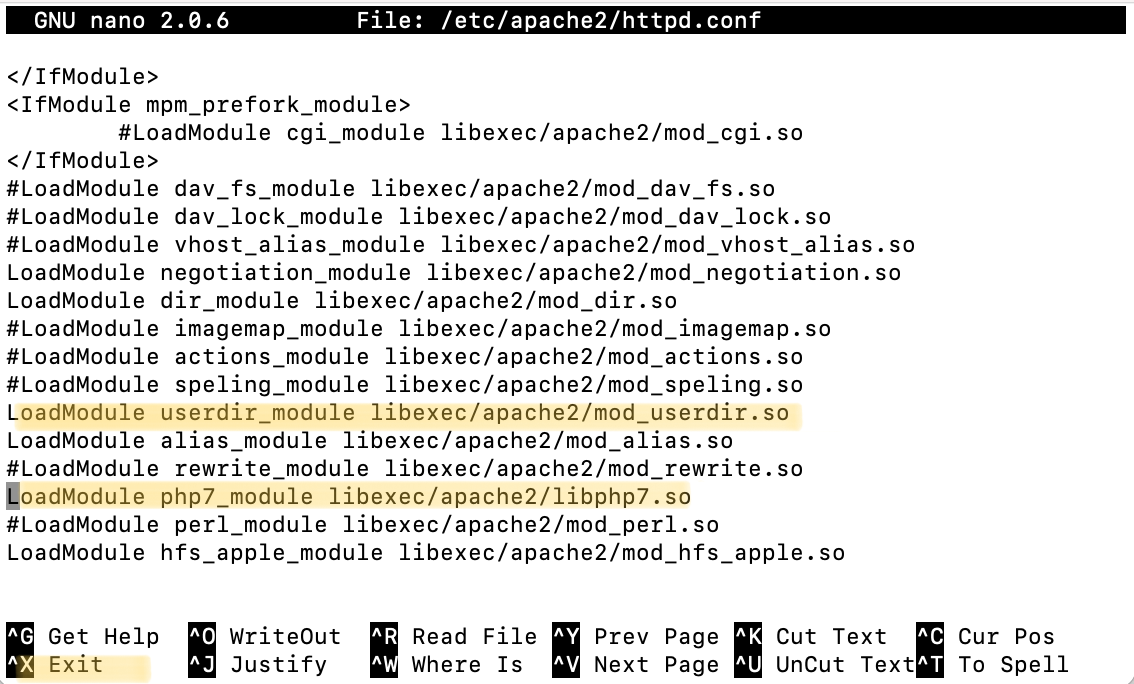 GNU nano 2.0.6 File: /etc/apache2/httpd.conf
</IfModule>
<IfModule mpm_prefork_module>
#LoadModule cgi_module libexec/apache2/mod_cgi.so
</IfModule>
#LoadModule dav_fs_module libexec/apache2/mod_dav_fs.so
#LoadModule dav_lock_module libexec/apache2/mod_dav_lock.so
#LoadModule vhost_alias_module libexec/apache2/mod_vhost_alias.so
LoadModule negotiation_module libexec/apache2/mod_negotiation.so
LoadModule dir_module libexec/apache2/mod_dir.so
#LoadModule imagemap_module libexec/apache2/mod_imagemap.so
#LoadModule actions_module libexec/apache2/mod_actions.so
#LoadModule speling_module libexec/apache2/mod_speling.so
LoadModule userdir_module libexec/apache2/mod_userdir.so
LoadModule alias_module libexec/apache2/mod_alias.so
#LoadModule rewrite_module libexec/apache2/mod_rewrite.so
LoadModule php7_module libexec/apache2/libphp7.so
#LoadModule perl_module libexec/apache2/mod_perl.so
LoadModule hfs_apple_module libexec/apache2/mod_hfs_apple.so
^G Get Help ^O WriteOut ^R Read File ^Y Prev Page ^K Cut Text ^C Cur Pos
^X Exit ^J Justify ^W Where Is ^V Next Page ^U UnCut Text^T To Spell